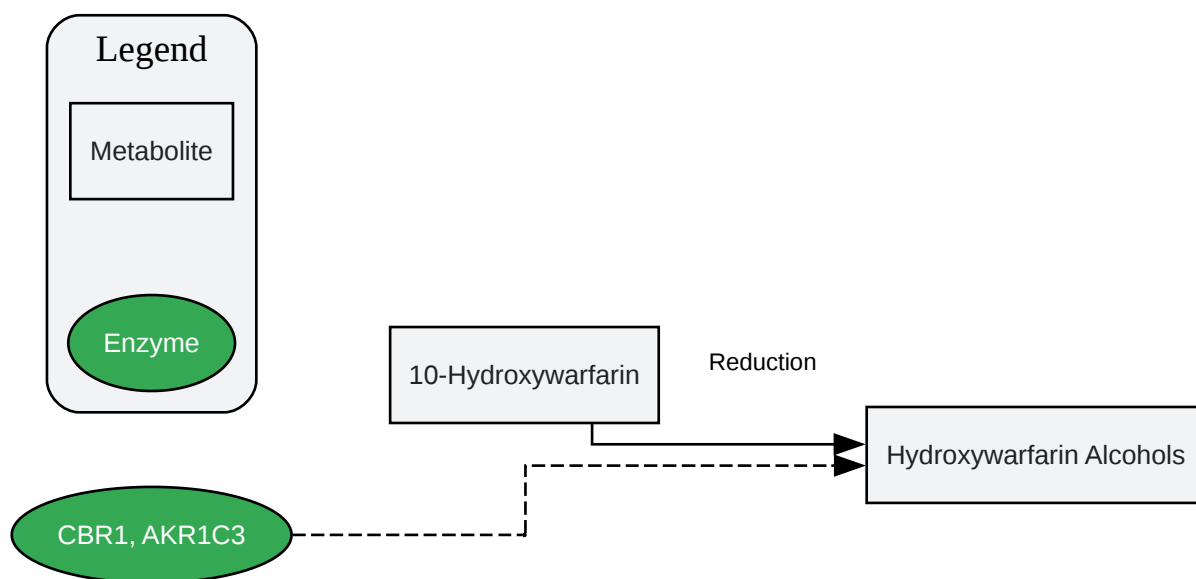 Legend
Metabolite
Enzyme
10-Hydroxywarfarin
Reduction
Hydroxywarfarin Alcohols
CBR1, AKR1C3